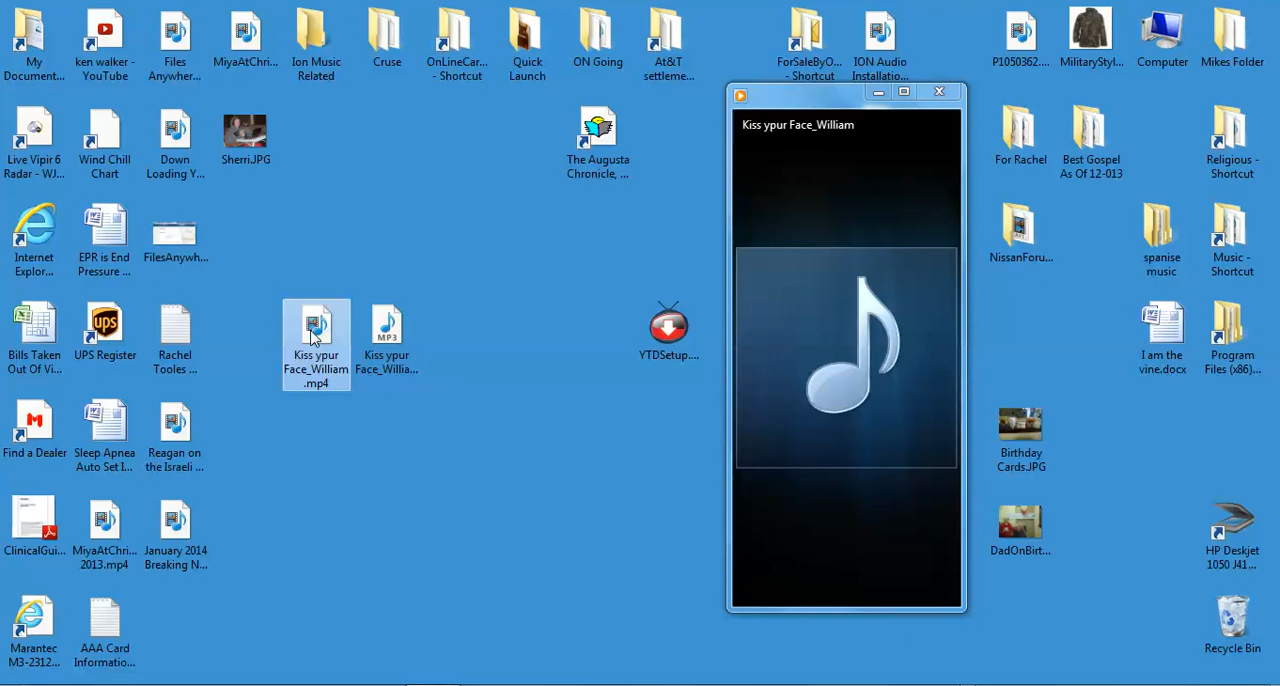 My
Document...
ken walker -
YouTube
Files
Anywher...
MiyaAtChri...
Ion Music
Related
Cruse
OnLineCar...
- Shortcut
Quick
Launch
ON Going
At&T
settleme...
ForSaleByO...
- Shortcut
ION Audio
Installatio...
P1050362....
MilitaryStyl...
Computer
Mikes Folder
Kiss ypur Face_William
Live Vipir 6
Radar - WJ...
Wind Chill
Chart
Down
Loading Y...
Sherri.JPG
The Augusta
Chronicle, ...
For Rachel
Best Gospel
As Of 12-013
Religious -
Shortcut
Internet
Explor...
EPR is End
Pressure ...
FilesAnywh...
NissanForu...
spanise
music
Music -
Shortcut
Bills Taken
Out Of Vi...
ups
UPS Register
Rachel
Tooles ...
Kiss ypur
Face_William
.mp4
MP3
Kiss ypur
Face_Willia...
YTDSetup....
I am the
vine.docx
Program
Files (x86)...
Find a Dealer
Sleep Apnea
Auto Set I...
Reagan on
the Israeli ...
Birthday
Cards.JPG
ClinicalGui...
MiyaAtChri...
2013.mp4
January 2014
Breaking N...
DadOnBirt...
HP Deskjet
1050 J41...
Marantec
M3-2312...
AAA Card
Informatio...
Recycle Bin